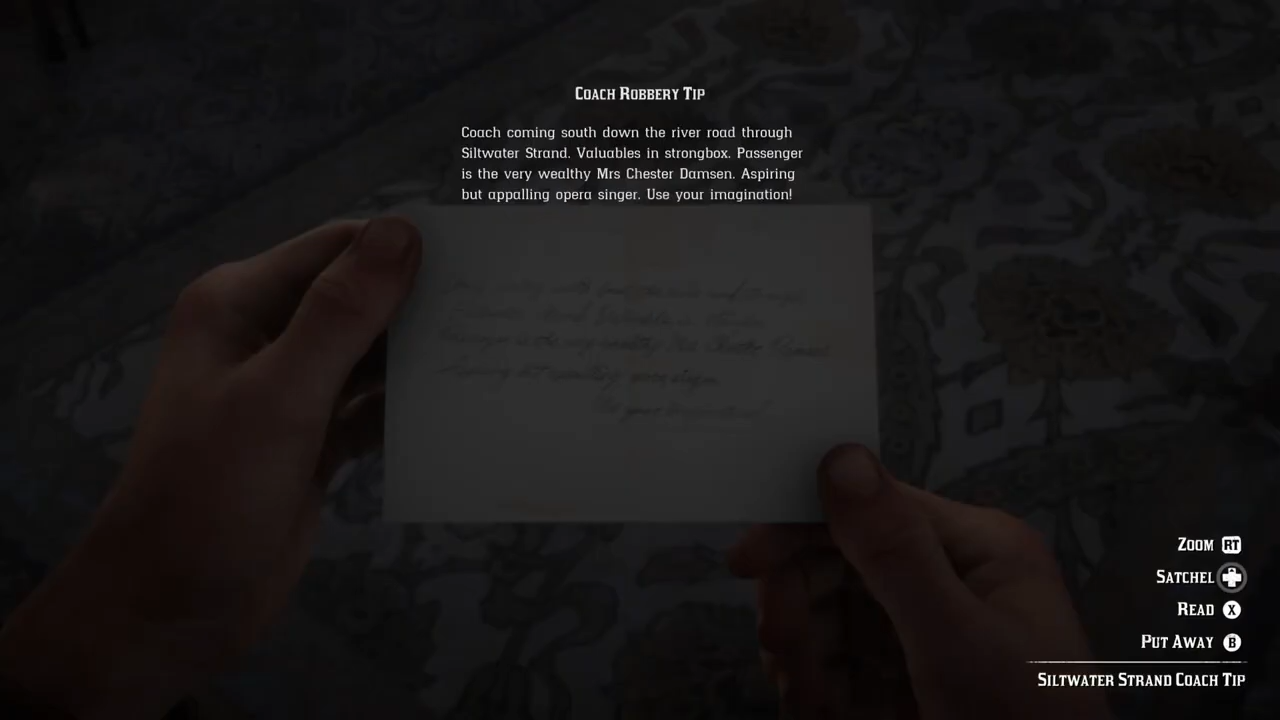 Coach Robbery Tip
Coach coming south down the river road through
Siltwater Strand. Valuables in strongbox. Passenger
is the very wealthy Mrs Chester Damsen. Aspiring
but appalling opera singer. Use your imagination!
Zoom RT
Satchel
Read X
Put Away B
Siltwater Strand Coach Tip